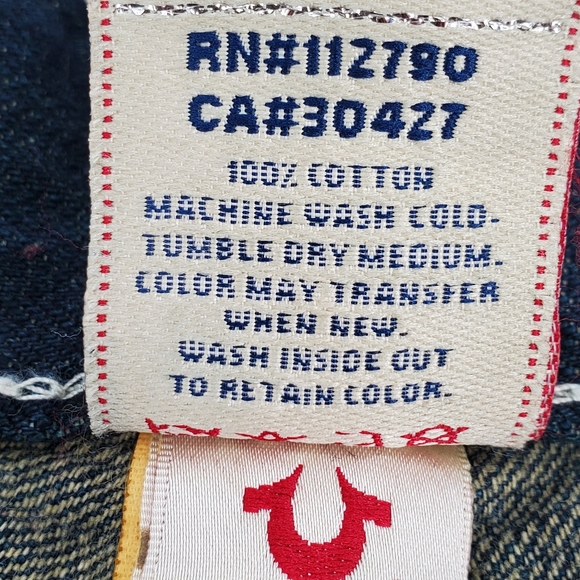 RN#112790
CA#30427
100% COTTON
MACHINE WASH COLD.
TUMBLE DRY MEDIUM.
COLOR MAY TRANSFER
WHEN NEW.
WASH INSIDE OUT
TO RETAIN COLOR.